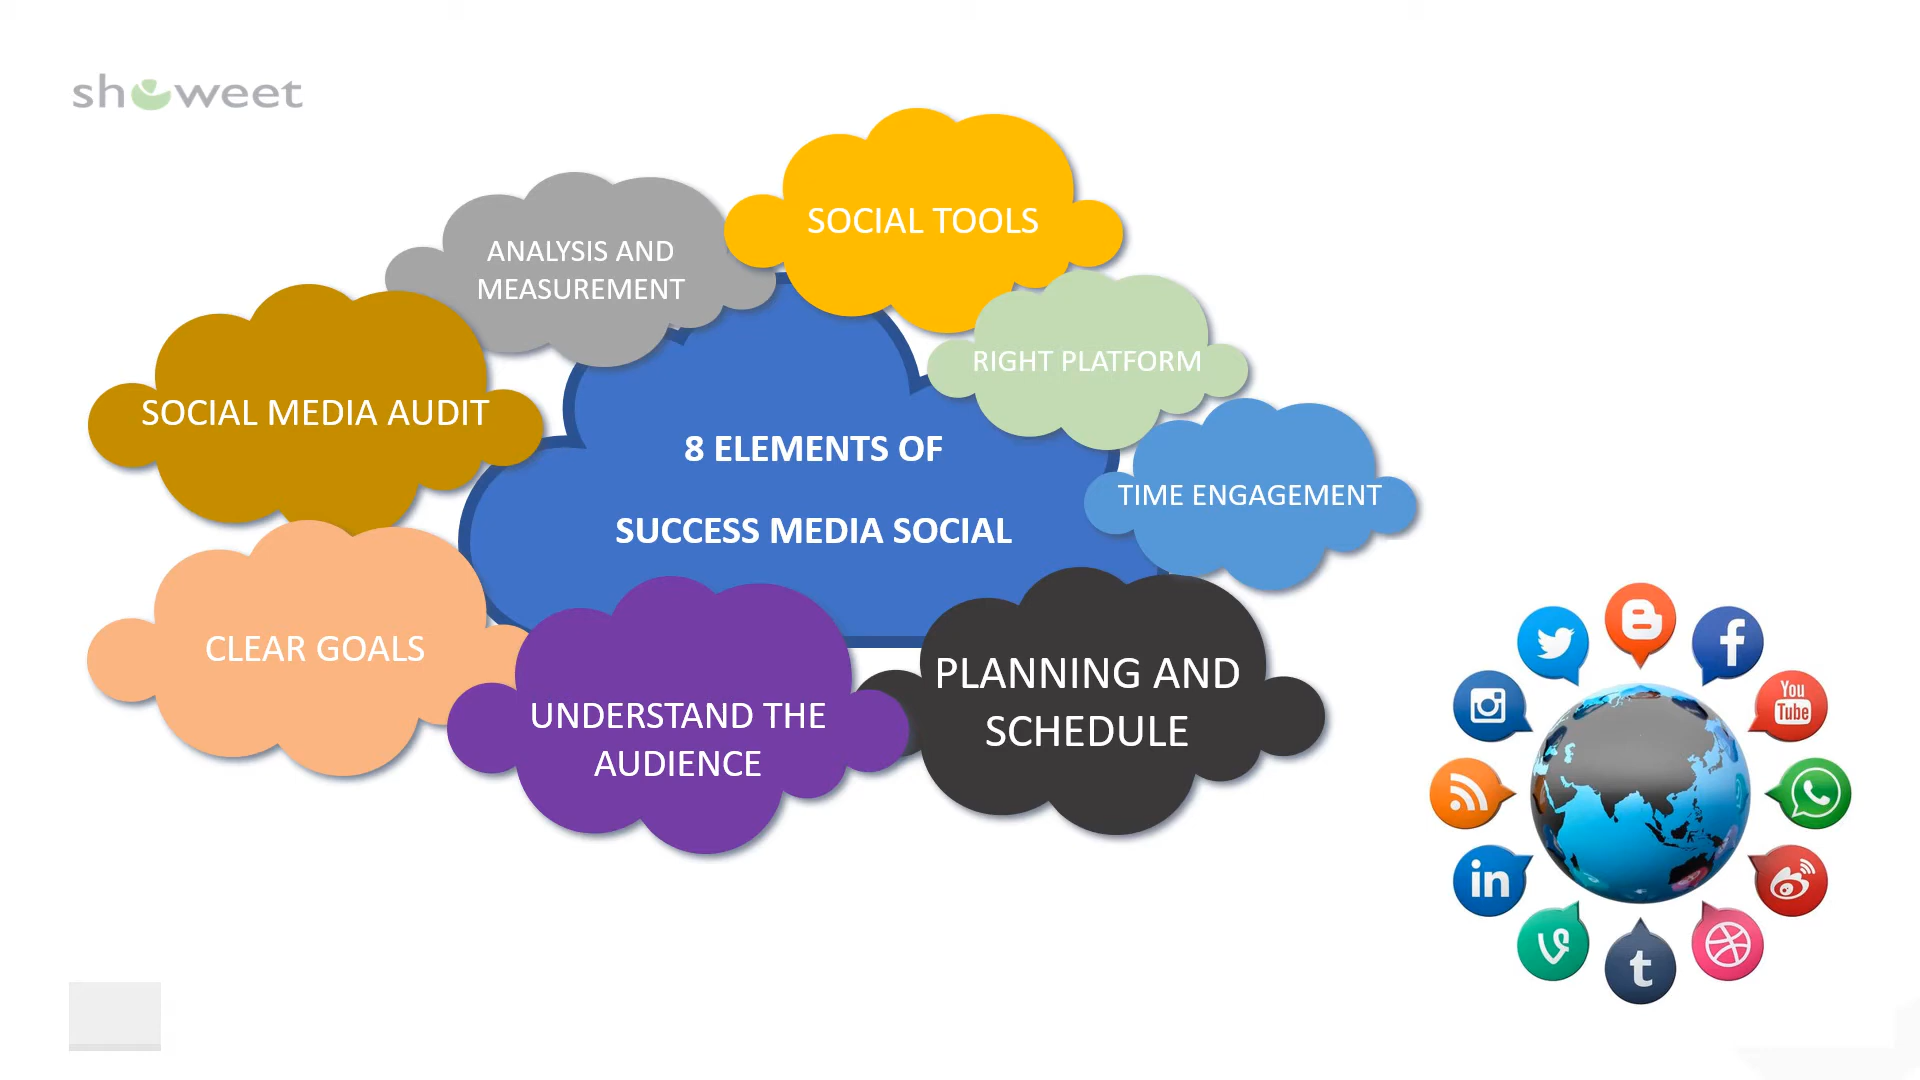 showeet
SOCIAL TOOLS
ANALYSIS AND
MEASUREMENT
RIGHT PLATFORM
SOCIAL MEDIA AUDIT
8 ELEMENTS OF
SUCCESS MEDIA SOCIAL
TIME ENGAGEMENT
CLEAR GOALS
UNDERSTAND THE
AUDIENCE
PLANNING AND
SCHEDULE
f
You
Tube
in
t